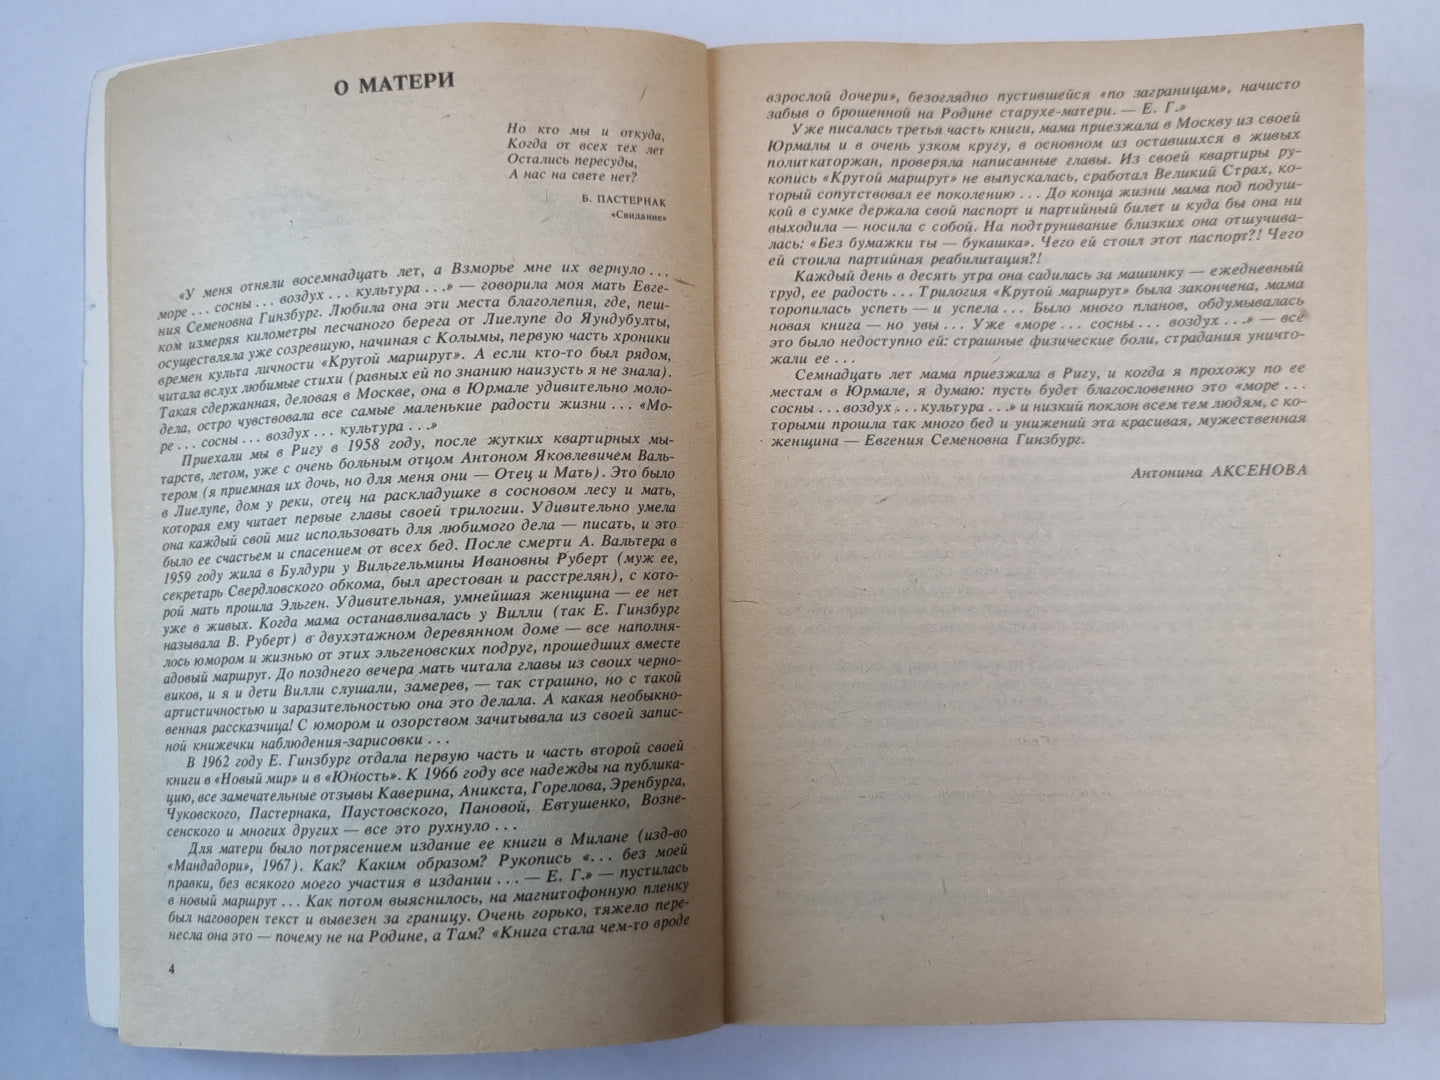 О МАТЕРИ
Но кто мы и откуда,
Когда от всех тех лет
Остались пересуды,
А нас на свете нет?
Б. ПАСТЕРНАК
«Свидание»
«У меня отняли восемнадцать лет, а Взморье мне их вернуло . . .
море . . . сосны . . . воздух . . . культура . . .» — говорила моя мать Евге-
ния Семеновна Гинзбург. Любила она эти места благолепия, где, пеш-
ком измеряя километры песчаного берега от Лиелупе до Яундубулты,
осуществляла уже созревшую, начиная с Колымы, первую часть хроники
времен культа личности «Крутой маршрут». А если кто-то был рядом,
читала вслух любимые стихи (равных ей по знанию наизусть я не знала).
Такая сдержанная, деловая в Москве, она в Юрмале удивительно моло-
дела, остро чувствовала все самые маленькие радости жизни . . . «Мо-
ре . . . сосны . . . воздух . . . культура . . .»
Приехали мы в Ригу в 1958 году, после жутких квартирных мы-
тарств, летом, уже с очень больным отцом Антоном Яковлевичем Валь-
тером (я приемная их дочь, но для меня они — Отец и Мать). Это было
в Лиелупе, дом у реки, отец на раскладушке в сосновом лесу и мать,
которая ему читает первые главы своей трилогии. Удивительно умела
она каждый свой миг использовать для любимого дела — писать, и это
было ее счастьем и спасением от всех бед. После смерти А. Вальтера в
1959 году жила в Булдури у Вильгельмины Ивановны Руберт (муж ее,
секретарь Свердловского обкома, был арестован и расстрелян), с кото-
рой мать прошла Эльген. Удивительная, умнейшая женщина — ее нет
уже в живых. Когда мама останавливалась у Вилли (так Е. Гинзбург
называла В. Руберт) в двухэтажном деревянном доме — все наполня-
лось юмором и жизнью от этих эльгеновских подруг, прошедших вместе
адовый маршрут. До позднего вечера мать читала главы из своих черно-
виков, и я и дети Вилли слушали, замерев, — так страшно, но с такой
артистичностью и заразительностью она это делала. А какая необыкно-
венная рассказчица! С юмором и озорством зачитывала из своей запис-
ной книжечки наблюдения-зарисовки . . .
В 1962 году Е. Гинзбург отдала первую часть и часть второй своей
книги в «Новый мир» и в «Юность». К 1966 году все надежды на публика-
цию, все замечательные отзывы Каверина, Аникста, Горелова, Эренбурга,
Чуковского, Пастернака, Паустовского, Пановой, Евтушенко, Возне-
сенского и многих других — все это рухнуло . . .
Для матери было потрясением издание ее книги в Милане (изд-во
«Мандадори», 1967). Как? Каким образом? Рукопись «. . . без моей
правки, без всякого моего участия в издании . . . — Е. Г.» — пустилась
в новый маршрут . . . Как потом выяснилось, на магнитофонную пленку
был наговорен текст и вывезен за границу. Очень горько, тяжело пере-
несла она это — почему не на Родине, а Там? «Книга стала чем-то вроде
4
взрослой дочери», безоглядно пустившейся «по заграницам», начисто
забыв о брошенной на Родине старухе-матери. — Е. Г.»
Уже писалась третья часть книги, мама приезжала в Москву из своей
Юрмалы и в очень узком кругу, в основном из оставшихся в живых
политкаторжан, проверяла написанные главы. Из своей квартиры ру-
копись «Крутой маршрут» не выпускалась, сработал Великий Страх, ко-
торый сопутствовал ее поколению . . . До конца жизни мама под подуш-
кой в сумке держала свой паспорт и партийный билет и куда бы она ни
выходила — носила с собой. На подтрунивание близких она отшучива-
лась: «Без бумажки ты — букашка». Чего ей стоил этот паспорт?! Чего
ей стоила партийная реабилитация?!
Каждый день в десять утра она садилась за машинку — ежедневный
труд, ее радость . . . Трилогия «Крутой маршрут» была закончена, мама
торопилась успеть — и успела . . . Было много планов, обдумывалась
новая книга — но увы . . . Уже «море . . . сосны . . . воздух . . .» — все
это было недоступно ей: страшные физические боли, страдания уничто-
жали ее . . .
Семнадцать лет мама приезжала в Ригу, и когда я прохожу по ее
местам в Юрмале, я думаю: пусть будет благословенно это «море . . .
сосны . . . воздух . . . культура . . .» и низкий поклон всем тем людям, с ко-
торыми прошла так много бед и унижений эта красивая, мужественная
женщина — Евгения Семеновна Гинзбург.
Антонина АКСЕНОВА